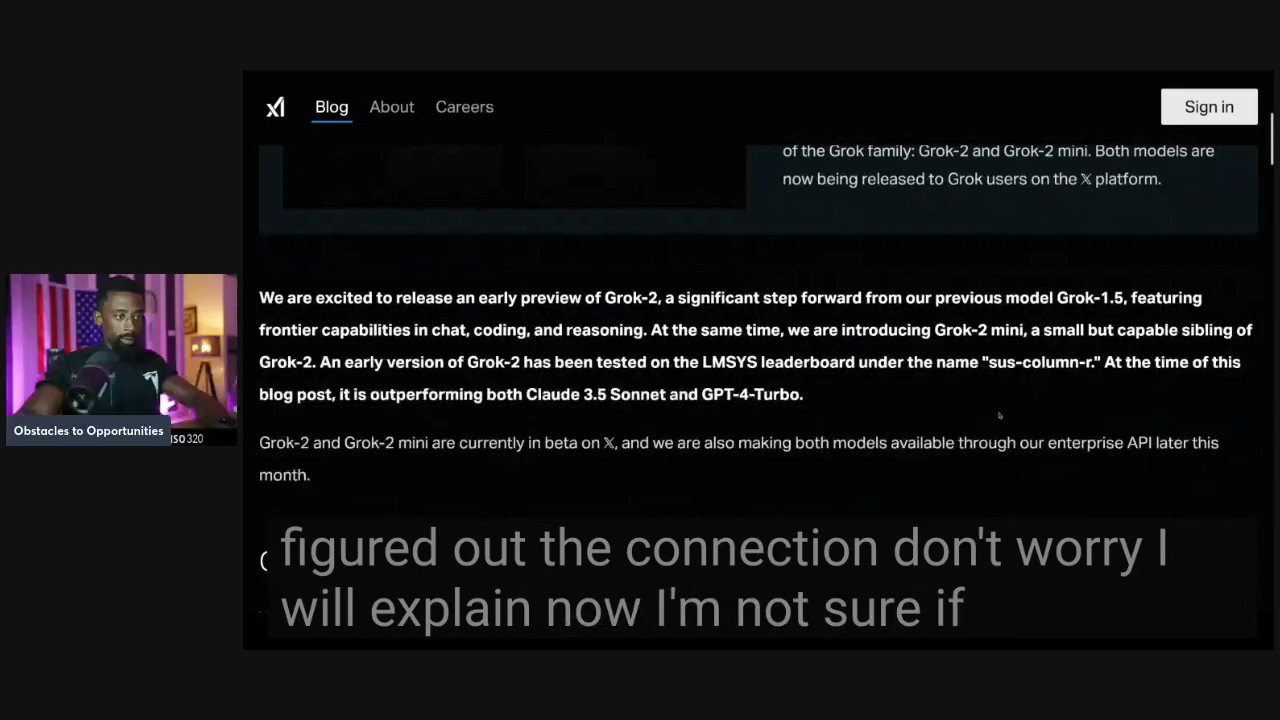 xI
Blog About Careers
Sign in
of the Grok family: Grok-2 and Grok-2 mini. Both models are
now being released to Grok users on the 𝕏 platform.
We are excited to release an early preview of Grok-2, a significant step forward from our previous model Grok-1.5, featuring
frontier capabilities in chat, coding, and reasoning. At the same time, we are introducing Grok-2 mini, a small but capable sibling of
Grok-2. An early version of Grok-2 has been tested on the LMSYS leaderboard under the name "sus-column-r." At the time of this
blog post, it is outperforming both Claude 3.5 Sonnet and GPT-4-Turbo.
Obstacles to Opportunities
ISO 320
Grok-2 and Grok-2 mini are currently in beta on 𝕏, and we are also making both models available through our enterprise API later this
month.
figured out the connection don't worry I
will explain now I'm not sure if